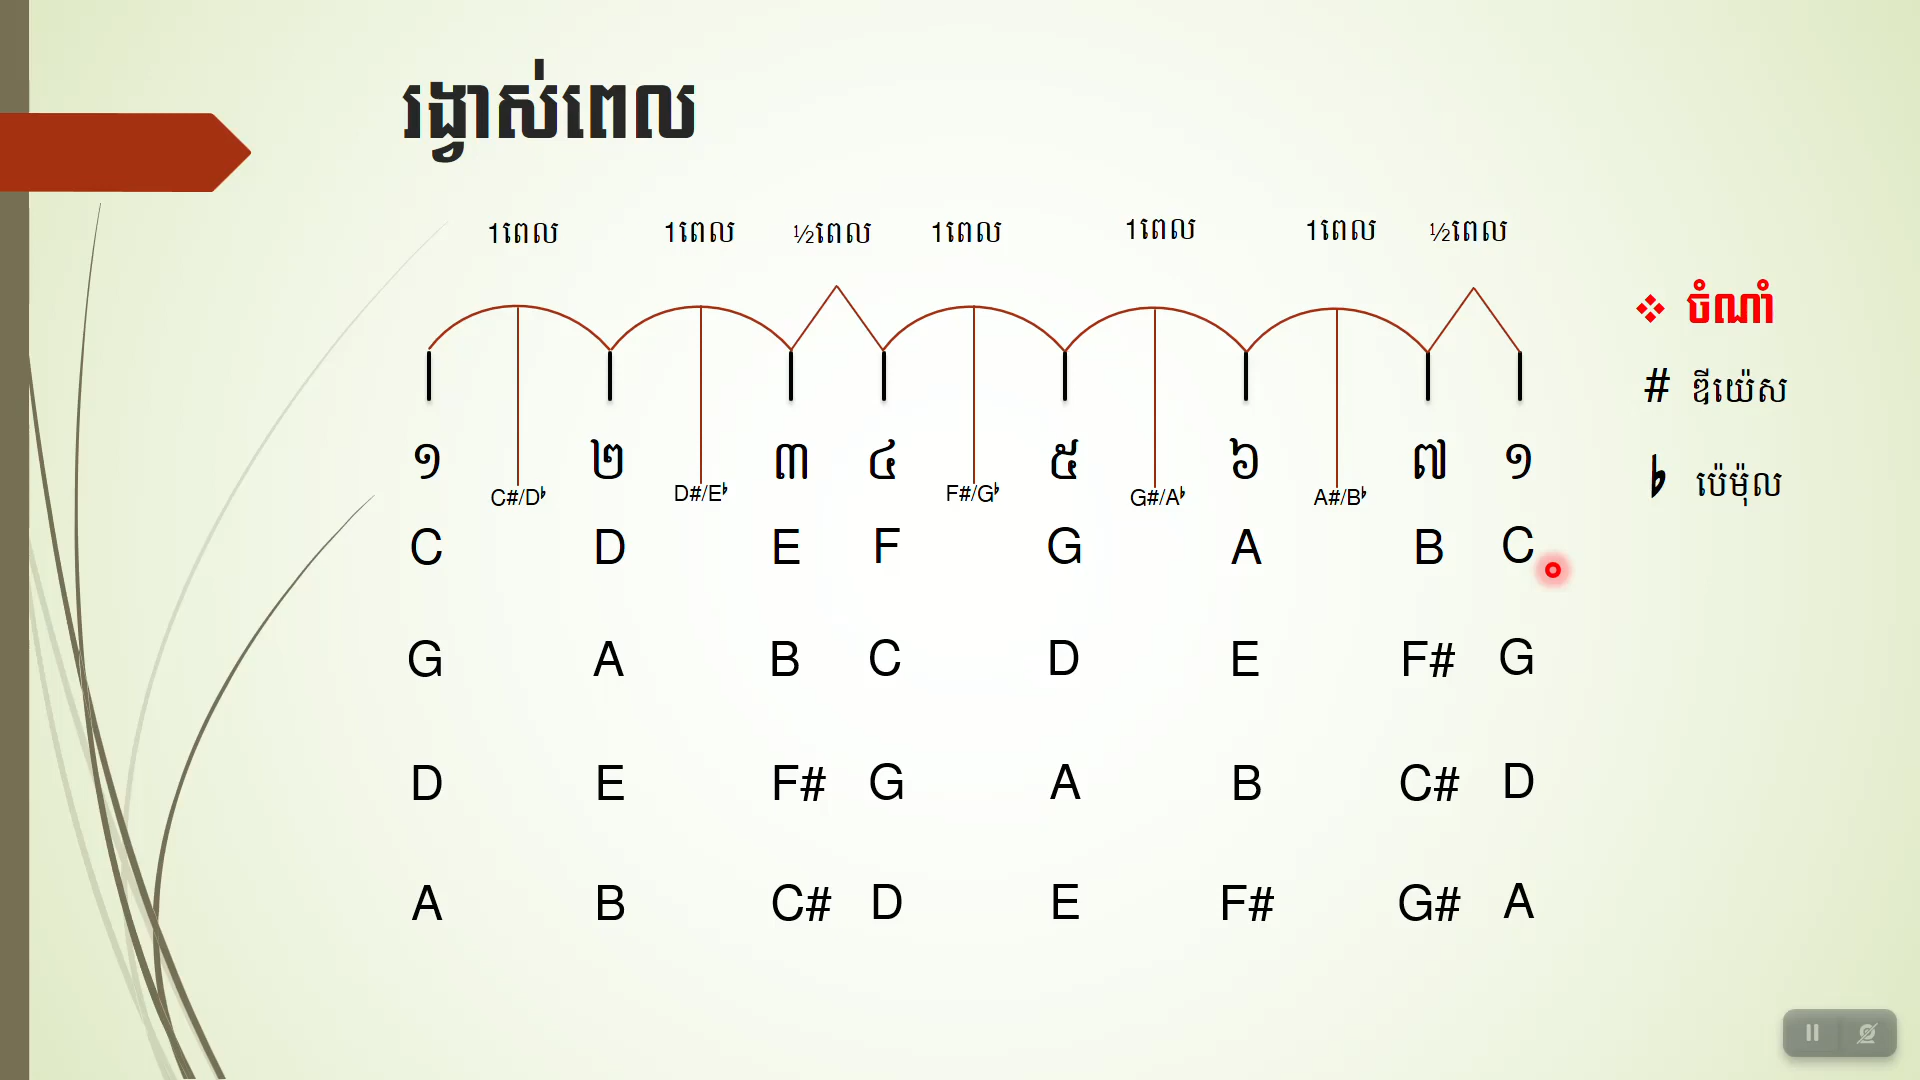 រង្វាស់ពេល
1ពេល 1ពេល ½ពេល 1ពេល 1ពេល 1ពេល ½ពេល
១ ២ ៣ ៤ ៥ ៦ ៧ ១
C#/D♭ D#/E♭ F#/G♭ G#/A♭ A#/B♭
C D E F G A B C
G A B C D E F# G
D E F# G A B C# D
A B C# D E F# G# A
❖ ចំណាំ
# ឌីយ៉េស
♭ ប៉េម៉ុល